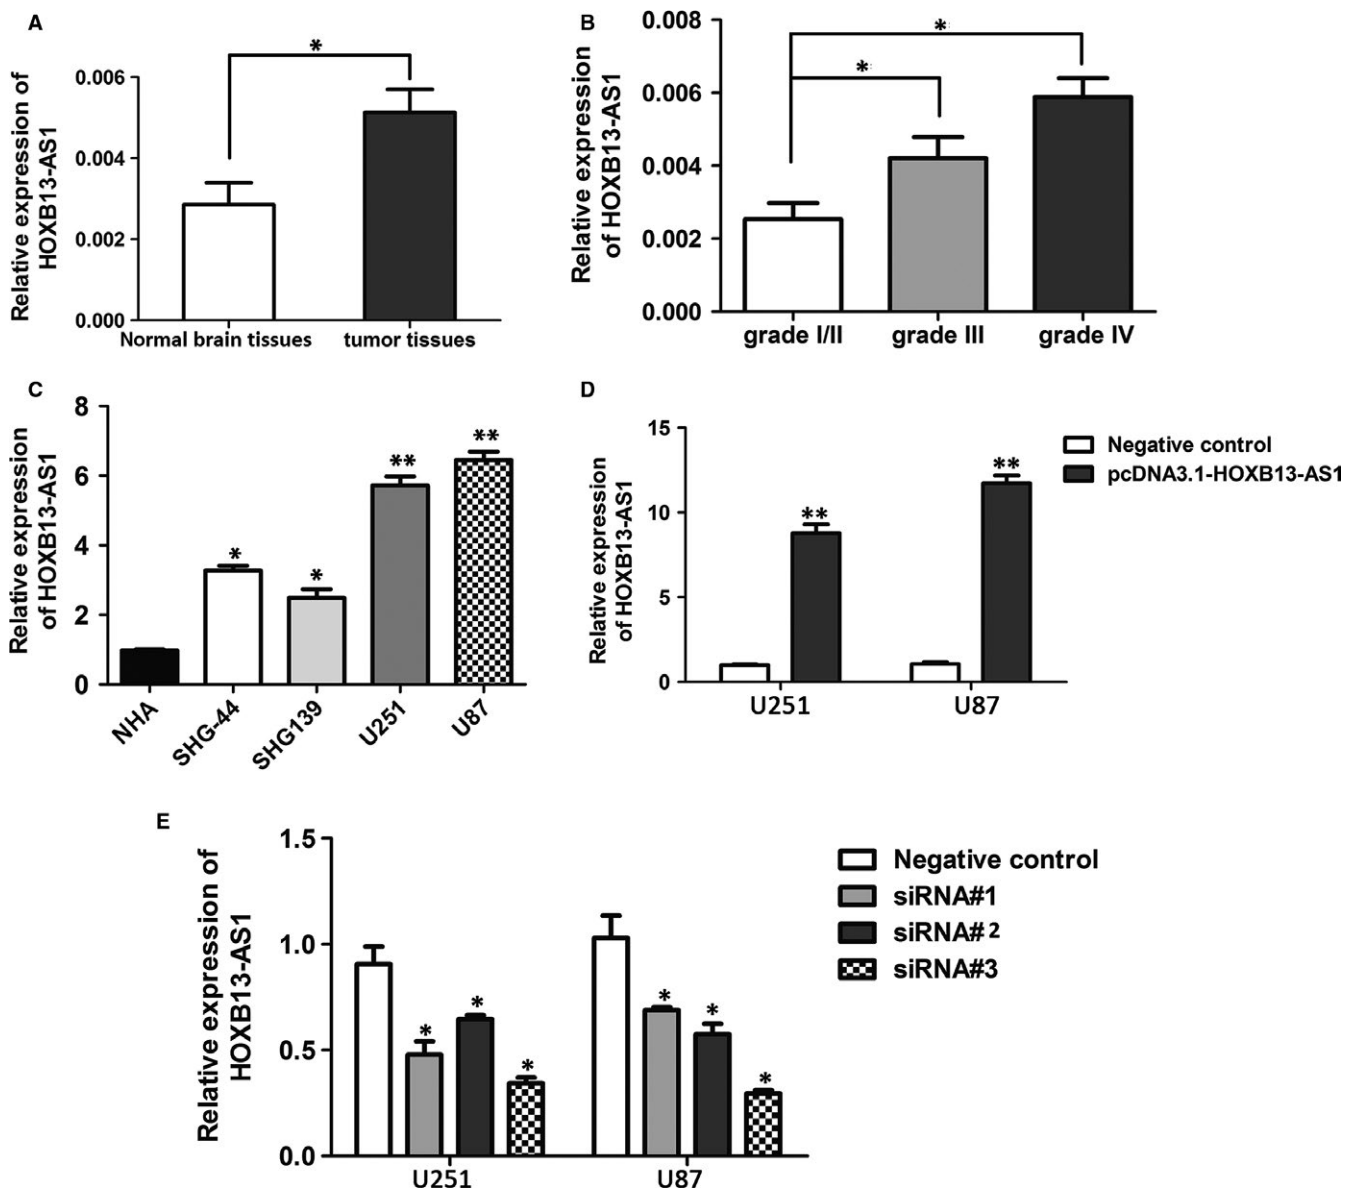 A
Relative expression of
HOXB13-AS1
0.006
0.004
0.002
0.000
*
Normal brain tissues
tumor tissues
B
Relative expression
of HOXB13-AS1
0.008
0.006
0.004
0.002
0.000
*
*
grade I/II
grade III
grade IV
C
Relative expression
of HOXB13-AS1
8
6
4
2
0
*
*
**
**
NHA
SHG-44
SHG139
U251
U87
D
Relative expression
of HOXB13-AS1
15
10
5
0
**
**
U251
U87
Negative control
pcDNA3.1-HOXB13-AS1
E
Relative expression of
HOXB13-AS1
1.5
1.0
0.5
0.0
*
*
*
*
*
*
U251
U87
Negative control
siRNA#1
siRNA#2
siRNA#3